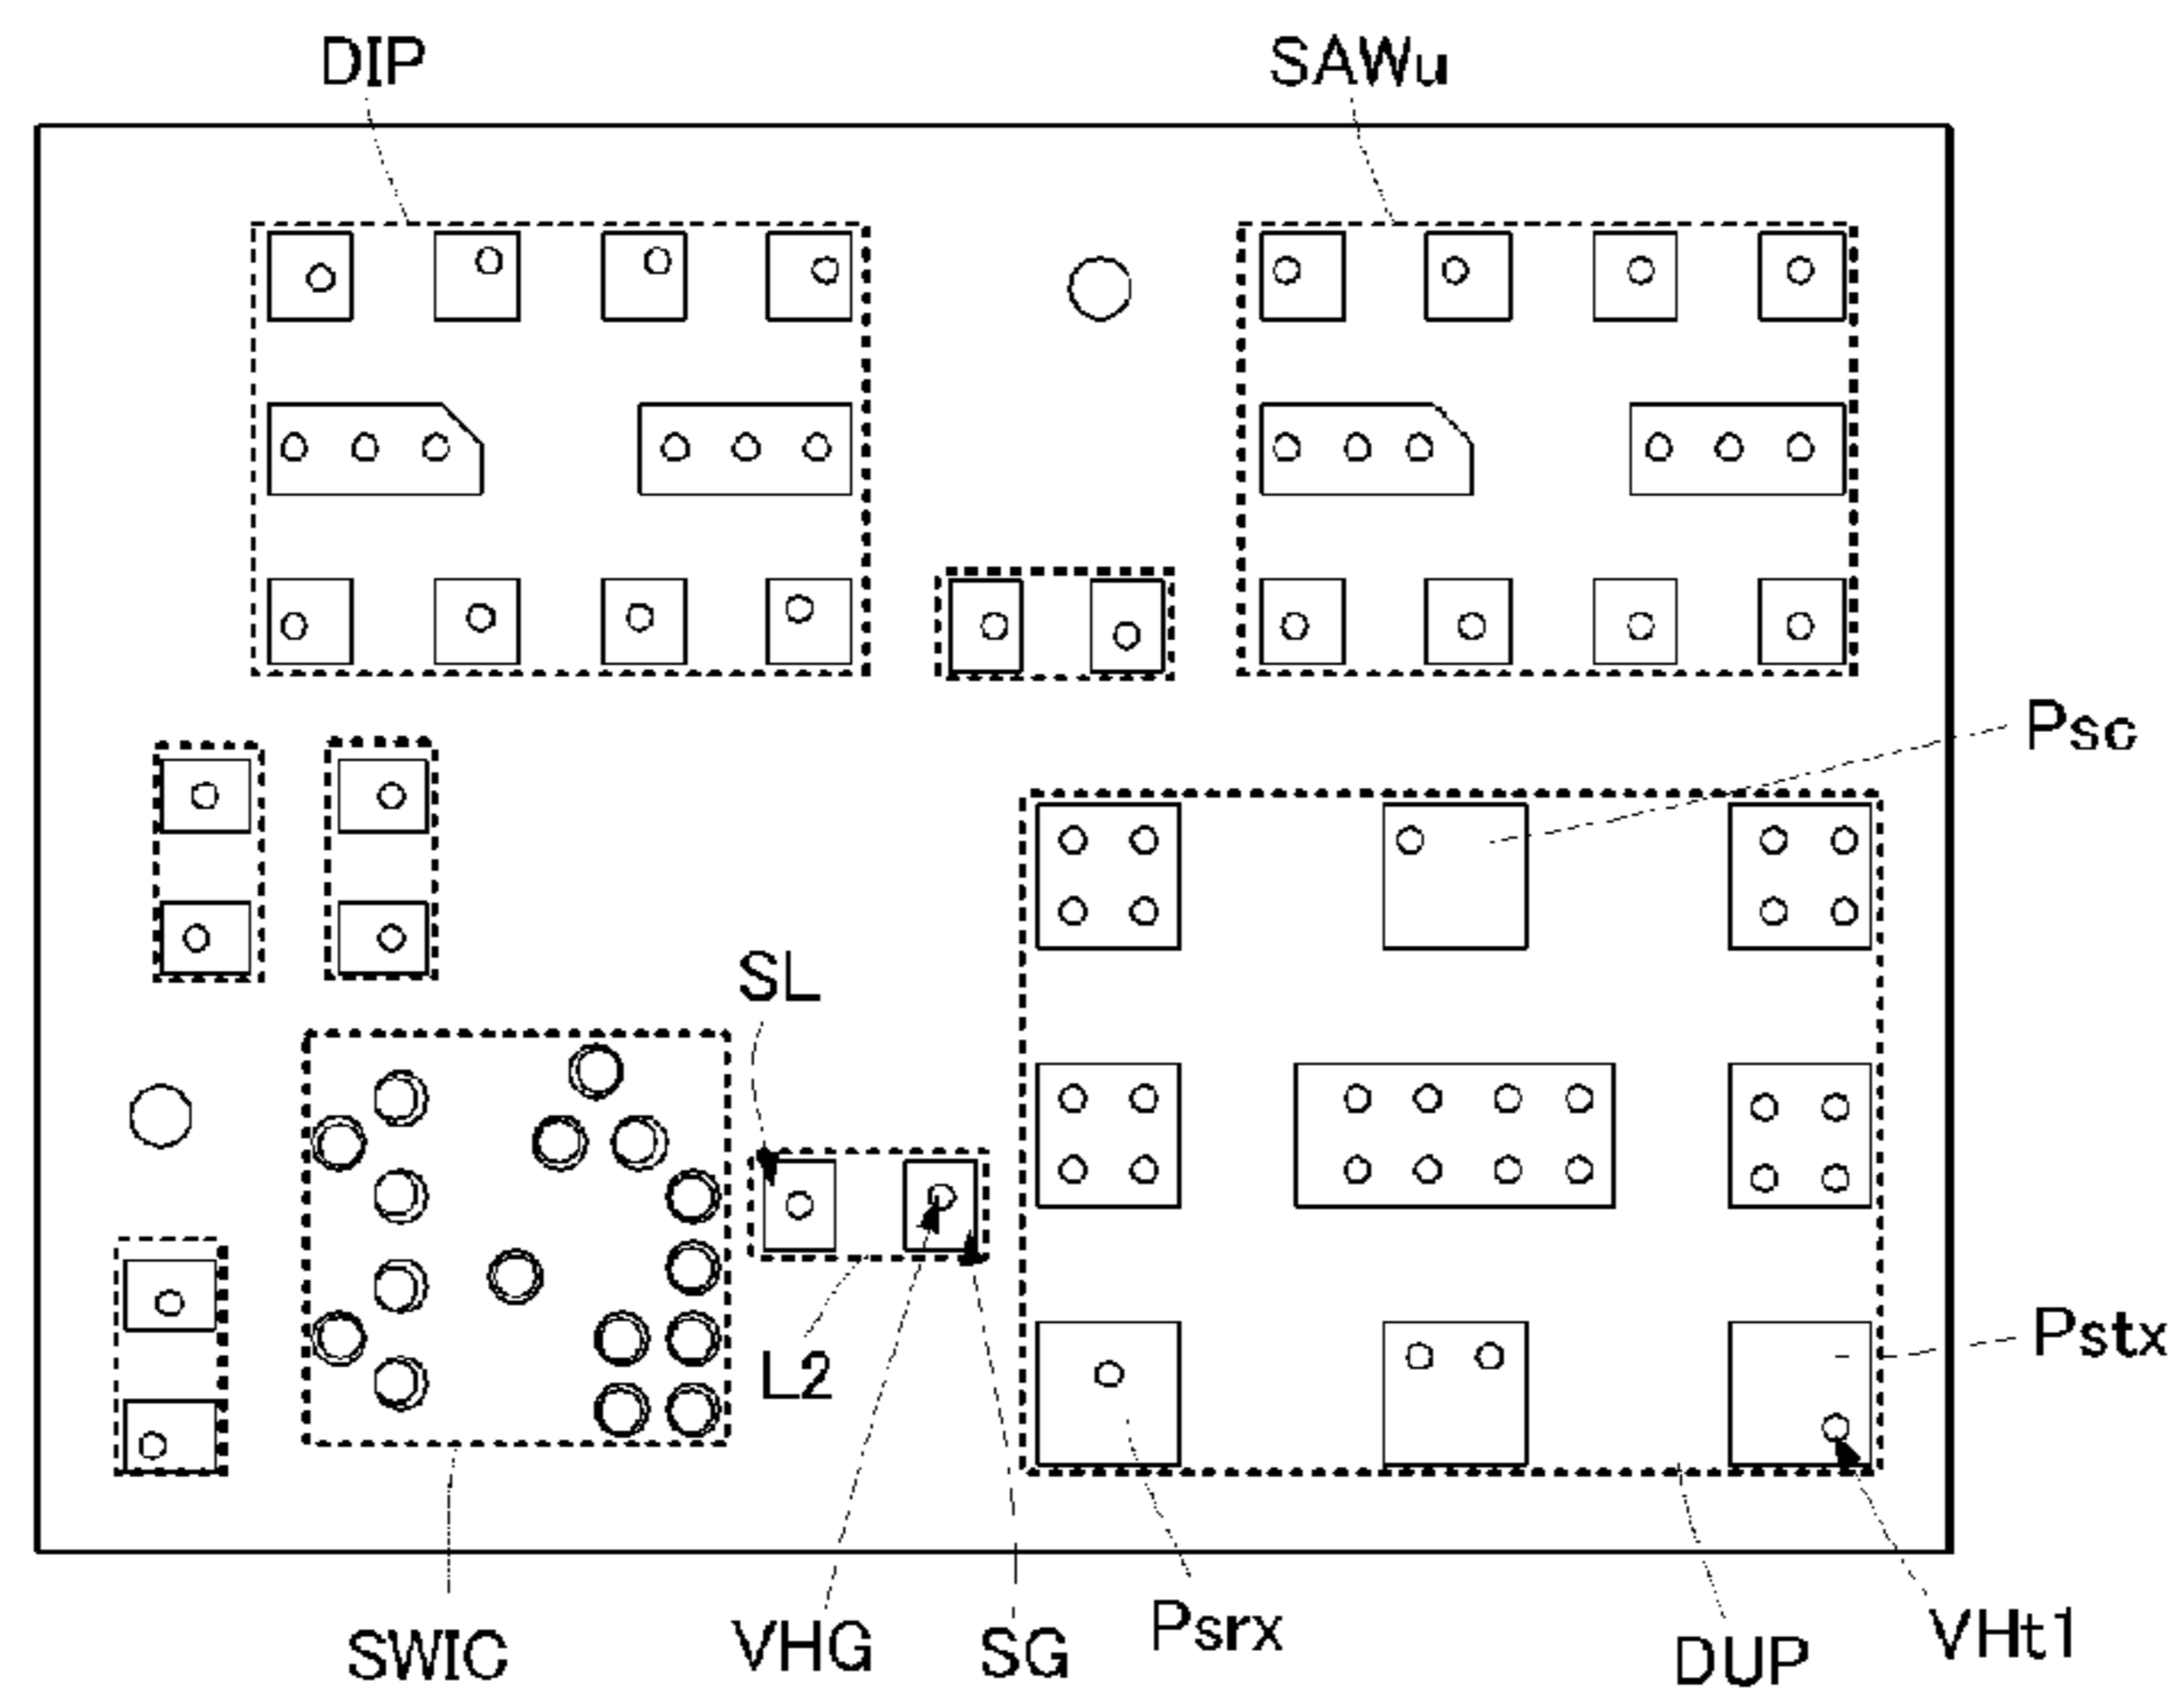 DIP
SAWu
Psc
SL
Pstx
L2
Psrx
SWIC
VHG
SG
DUP
VHt1